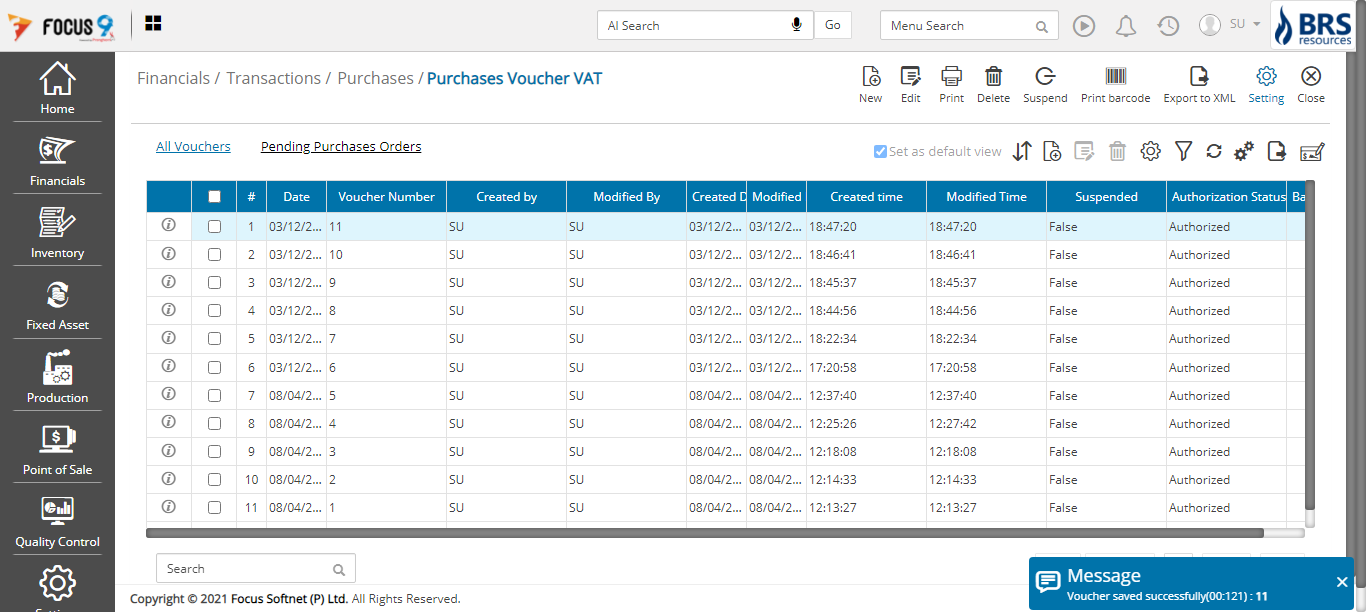 FOCUS 9
AI Search
Go
Menu Search
SU
BRS
resources
Home
Financials
Inventory
Fixed Asset
Production
Point of Sale
Quality Control
Financials / Transactions / Purchases / Purchases Voucher VAT
New Edit Print Delete Suspend Print barcode Export to XML Setting Close
All Vouchers Pending Purchases Orders
Set as default view
# Date Voucher Number Created by Modified By Created D Modified Created time Modified Time Suspended Authorization Status Ba
1 03/12/2... 11 SU SU 03/12/2... 03/12/2... 18:47:20 18:47:20 False Authorized
2 03/12/2... 10 SU SU 03/12/2... 03/12/2... 18:46:41 18:46:41 False Authorized
3 03/12/2... 9 SU SU 03/12/2... 03/12/2... 18:45:37 18:45:37 False Authorized
4 03/12/2... 8 SU SU 03/12/2... 03/12/2... 18:44:56 18:44:56 False Authorized
5 03/12/2... 7 SU SU 03/12/2... 03/12/2... 18:22:34 18:22:34 False Authorized
6 03/12/2... 6 SU SU 03/12/2... 03/12/2... 17:20:58 17:20:58 False Authorized
7 08/04/2... 5 SU SU 08/04/2... 08/04/2... 12:37:40 12:37:40 False Authorized
8 08/04/2... 4 SU SU 08/04/2... 08/04/2... 12:25:26 12:27:42 False Authorized
9 08/04/2... 3 SU SU 08/04/2... 08/04/2... 12:18:08 12:18:08 False Authorized
10 08/04/2... 2 SU SU 08/04/2... 08/04/2... 12:14:33 12:14:33 False Authorized
11 08/04/2... 1 SU SU 08/04/2... 08/04/2... 12:13:27 12:13:27 False Authorized
Search
Message
Voucher saved successfully(00:121) : 11
Copyright © 2021 Focus Softnet (P) Ltd. All Rights Reserved.